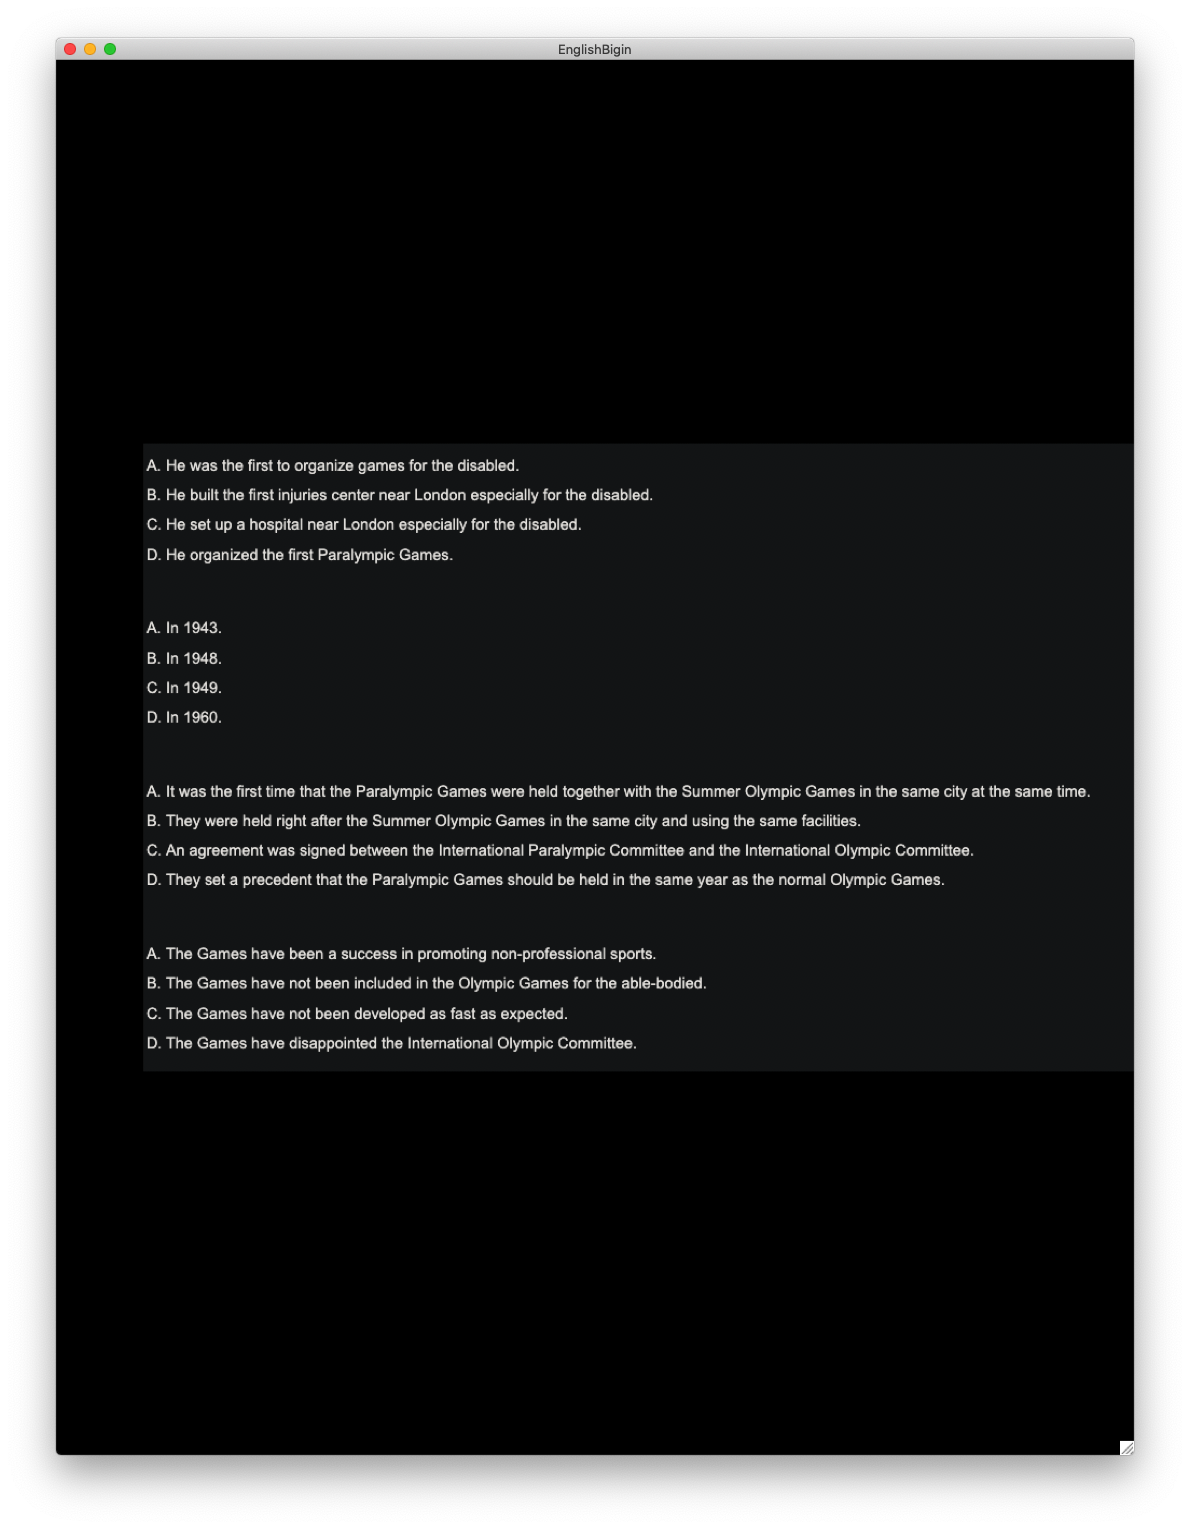 EnglishBigin
A. He was the first to organize games for the disabled.
B. He built the first injuries center near London especially for the disabled.
C. He set up a hospital near London especially for the disabled.
D. He organized the first Paralympic Games.
A. In 1943.
B. In 1948.
C. In 1949.
D. In 1960.
A. It was the first time that the Paralympic Games were held together with the Summer Olympic Games in the same city at the same time.
B. They were held right after the Summer Olympic Games in the same city and using the same facilities.
C. An agreement was signed between the International Paralympic Committee and the International Olympic Committee.
D. They set a precedent that the Paralympic Games should be held in the same year as the normal Olympic Games.
A. The Games have been a success in promoting non-professional sports.
B. The Games have not been included in the Olympic Games for the able-bodied.
C. The Games have not been developed as fast as expected.
D. The Games have disappointed the International Olympic Committee.